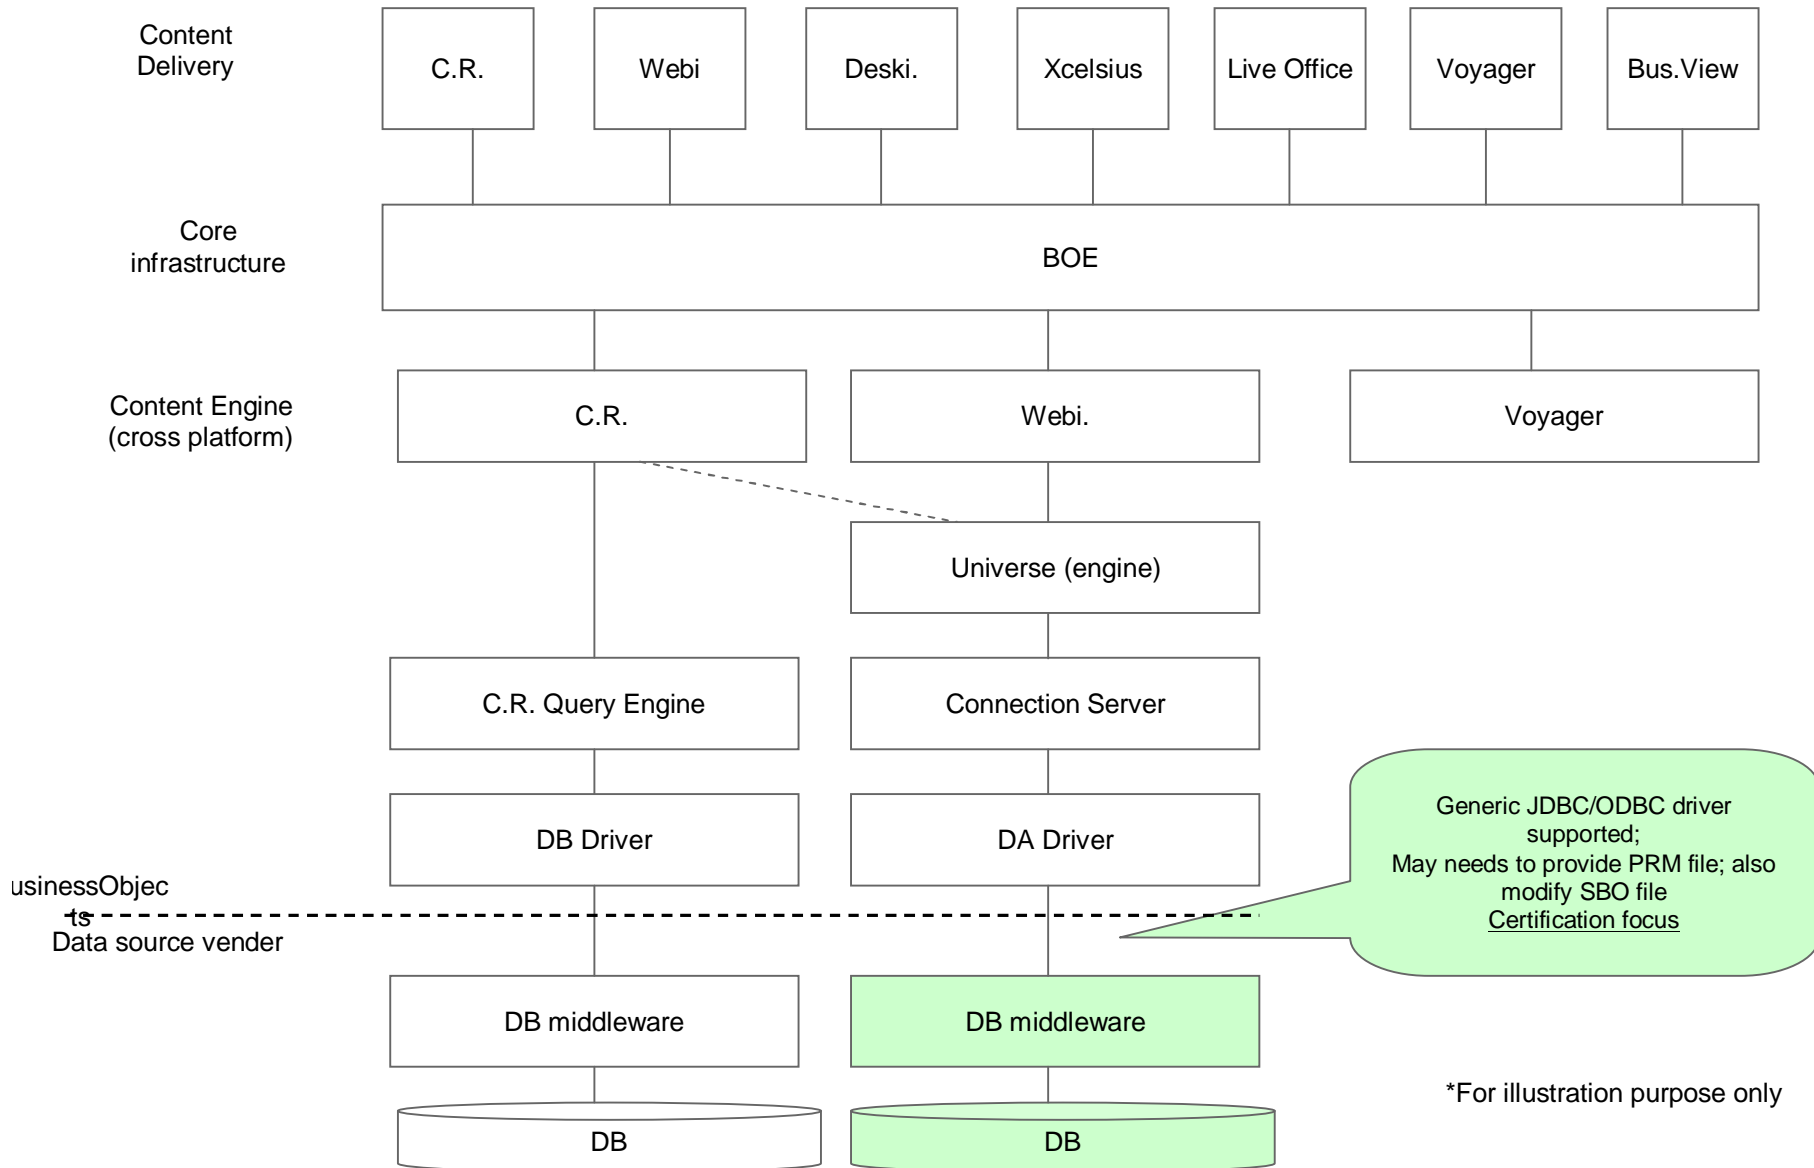 Content
Delivery
C.R.
Webi
Deski.
Xcelsius
Live Office
Voyager
Bus.View
Core
infrastructure
BOE
Content Engine
(cross platform)
C.R.
Webi.
Voyager
Universe (engine)
C.R. Query Engine
Connection Server
DB Driver
DA Driver
Generic JDBC/ODBC driver
supported;
May needs to provide PRM file; also
modify SBO file
Certification focus
usinessObjec
ts
Data source vender
DB middleware
DB middleware
*For illustration purpose only
DB
DB